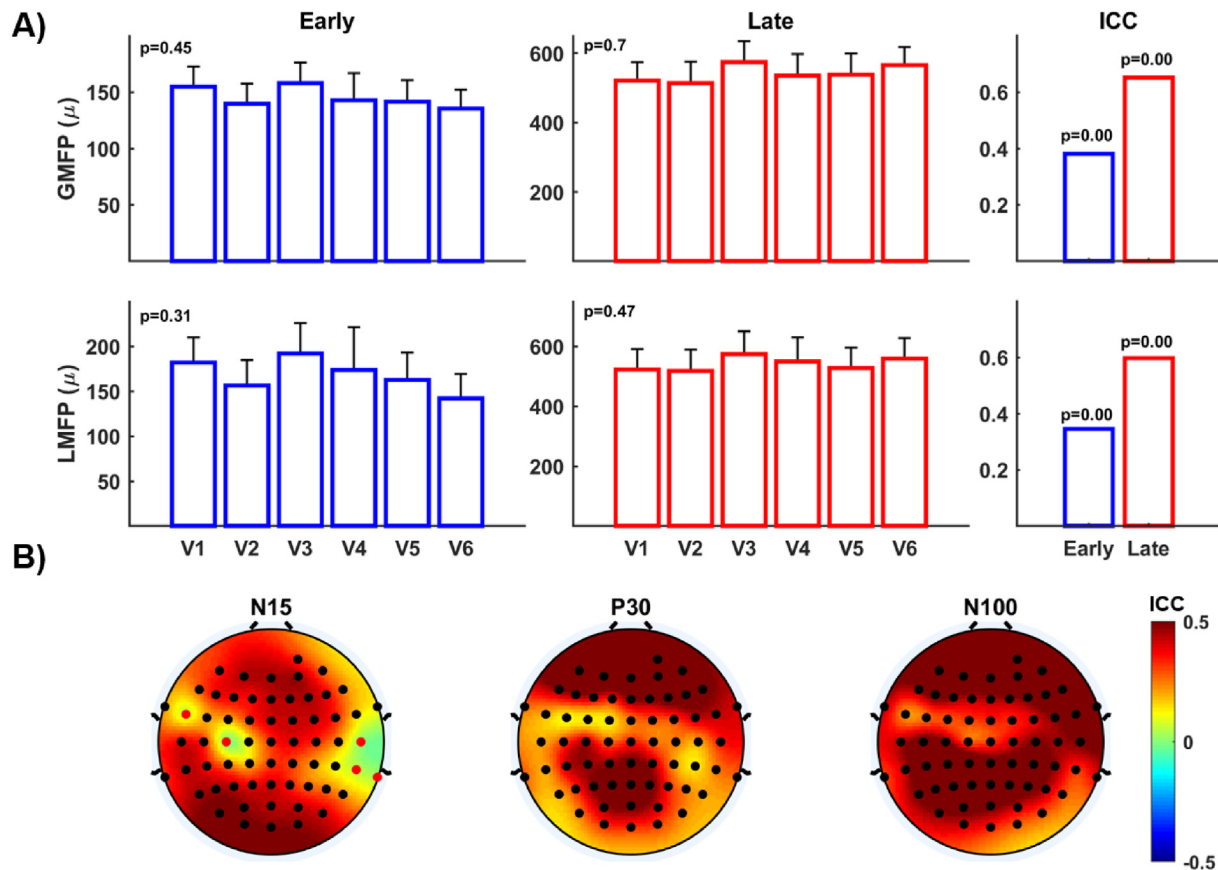 A)
Early
Late
ICC
p=0.45
p=0.7
p=0.00
p=0.00
GMFP (μ)
150
100
50
600
400
200
0.6
0.4
0.2
p=0.31
p=0.47
p=0.00
p=0.00
LMFP (μ)
200
150
100
50
600
400
200
0.6
0.4
0.2
V1 V2 V3 V4 V5 V6
V1 V2 V3 V4 V5 V6
Early Late
B)
N15
P30
N100
ICC
0.5
0
-0.5